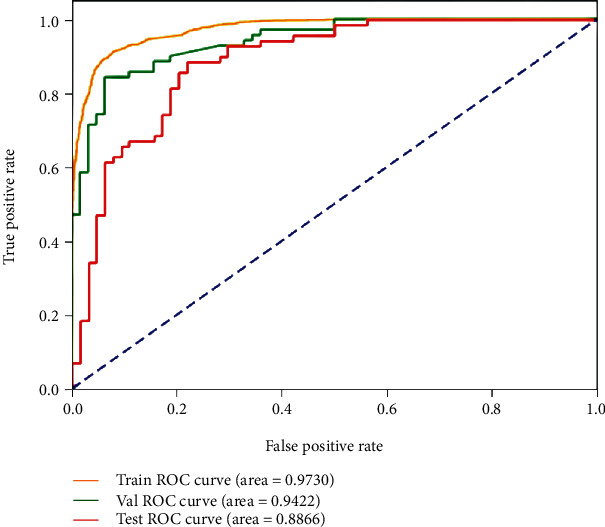 1.0
0.8
0.6
0.4
0.2
0.0
True positive rate
0.0 0.2 0.4 0.6 0.8 1.0
False positive rate
Train ROC curve (area = 0.9730)
Val ROC curve (area = 0.9422)
Test ROC curve (area = 0.8866)